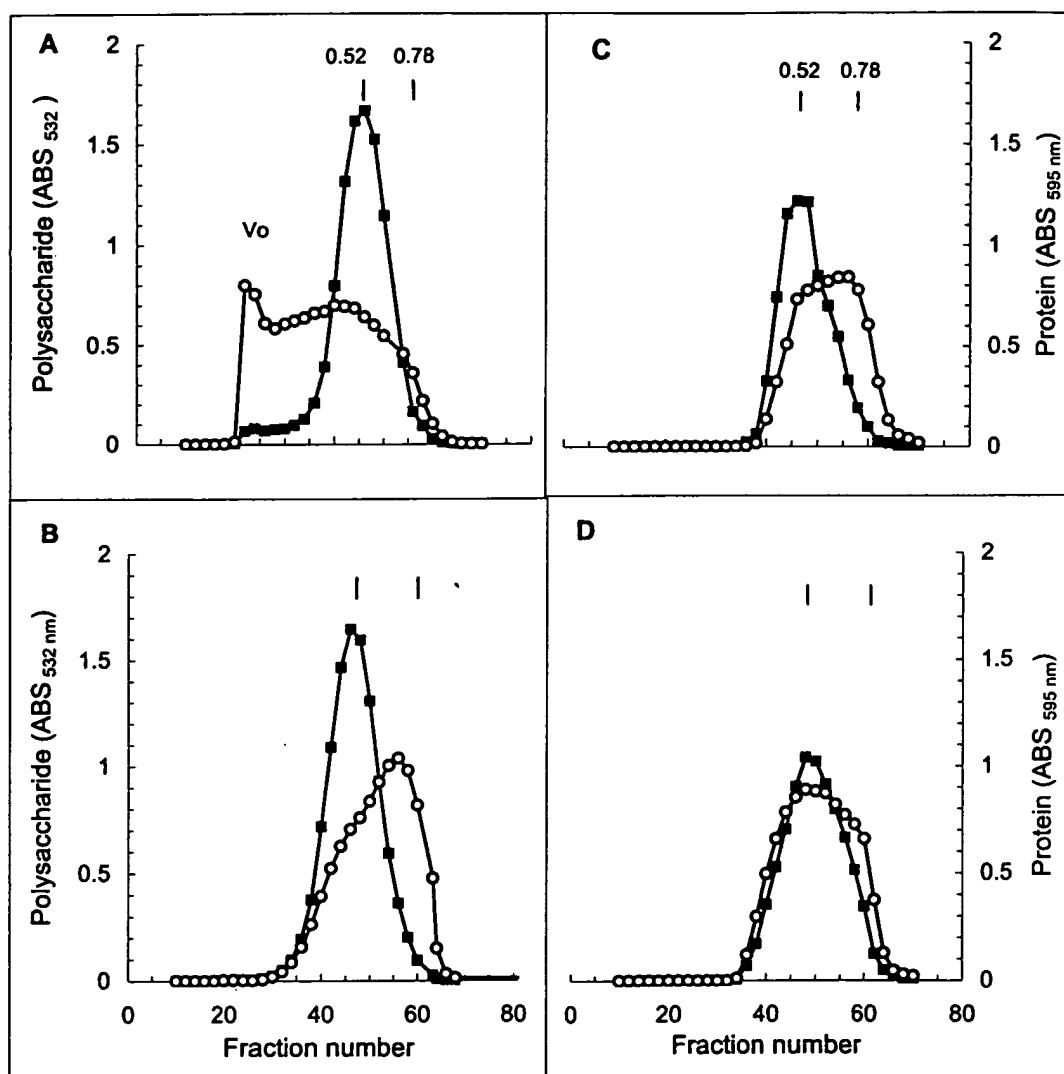 A
2
0.52 0.78
1.5
Vo
1
0.5
0
Polysaccharide (ABS 532)
C
0.52 0.78
2
1.5
1
0.5
0
Protein (ABS 595 nm)
B
2
1.5
1
0.5
0
Polysaccharide (ABS 532 nm)
0 20 40 60 80
Fraction number
D
2
1.5
1
0.5
0
Protein (ABS 595 nm)
0 20 40 60 80
Fraction number